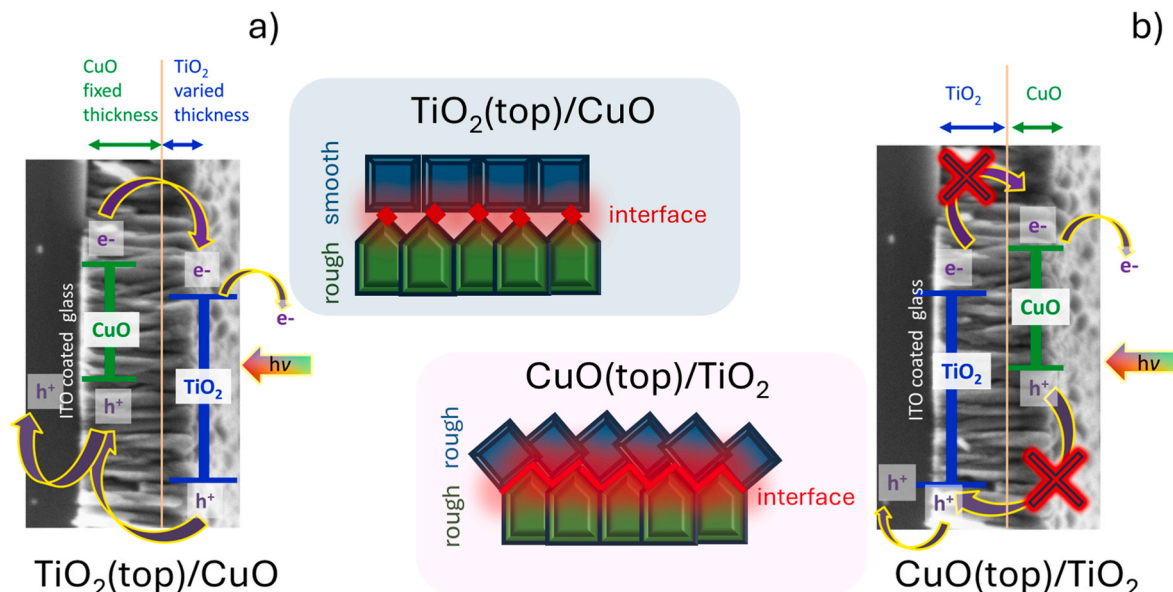 a)
CuO
fixed
thickness
TiO₂
varied
thickness
e-
e-
e-
ITO coated glass
CuO
TiO₂
hν
h⁺
h⁺
h⁺
TiO₂(top)/CuO
TiO₂(top)/CuO
smooth
rough
interface
CuO(top)/TiO₂
rough
rough
interface
b)
TiO₂
CuO
e-
e-
e-
ITO coated glass
CuO
TiO₂
hν
h⁺
h⁺
h⁺
CuO(top)/TiO₂